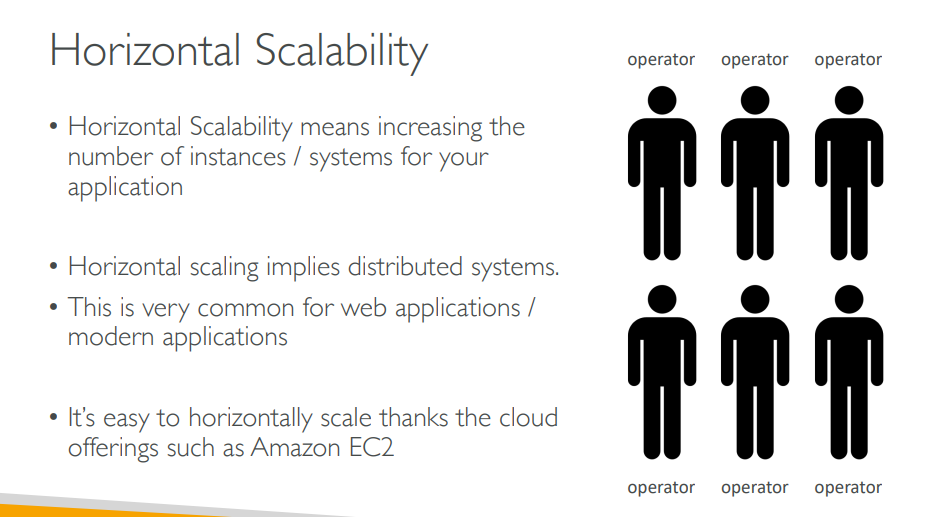 Horizontal Scalability
• Horizontal Scalability means increasing the
number of instances / systems for your
application
• Horizontal scaling implies distributed systems.
• This is very common for web applications /
modern applications
• It's easy to horizontally scale thanks the cloud
offerings such as Amazon EC2
operator operator operator
operator operator operator